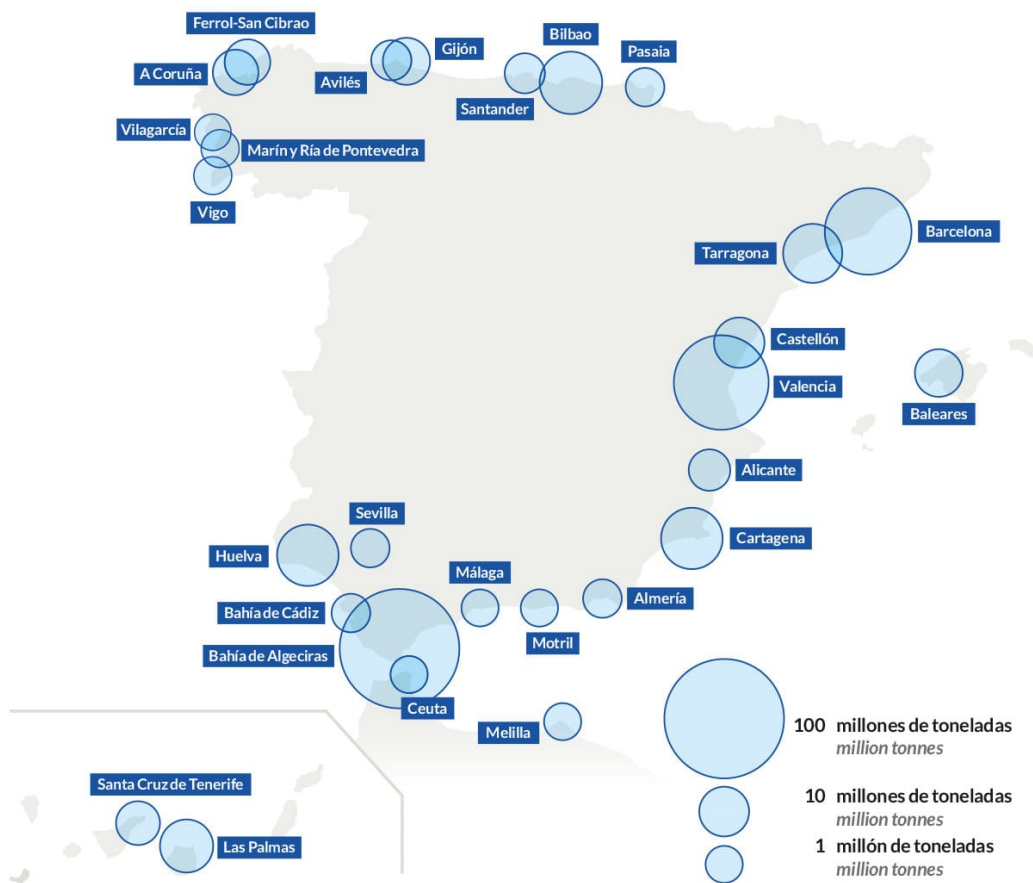 Ferrol-San Cibrao
A Coruña
Avilés
Gijón
Bilbao
Santander
Pasaia
Vilagarcía
Marín y Ría de Pontevedra
Vigo
Barcelona
Tarragona
Castellón
Valencia
Baleares
Alicante
Cartagena
Sevilla
Huelva
Málaga
Almería
Bahía de Cádiz
Motril
Bahía de Algeciras
Ceuta
Melilla
Santa Cruz de Tenerife
Las Palmas
100 millones de toneladas
million tonnes
10 millones de toneladas
million tonnes
1 millón de toneladas
million tonnes